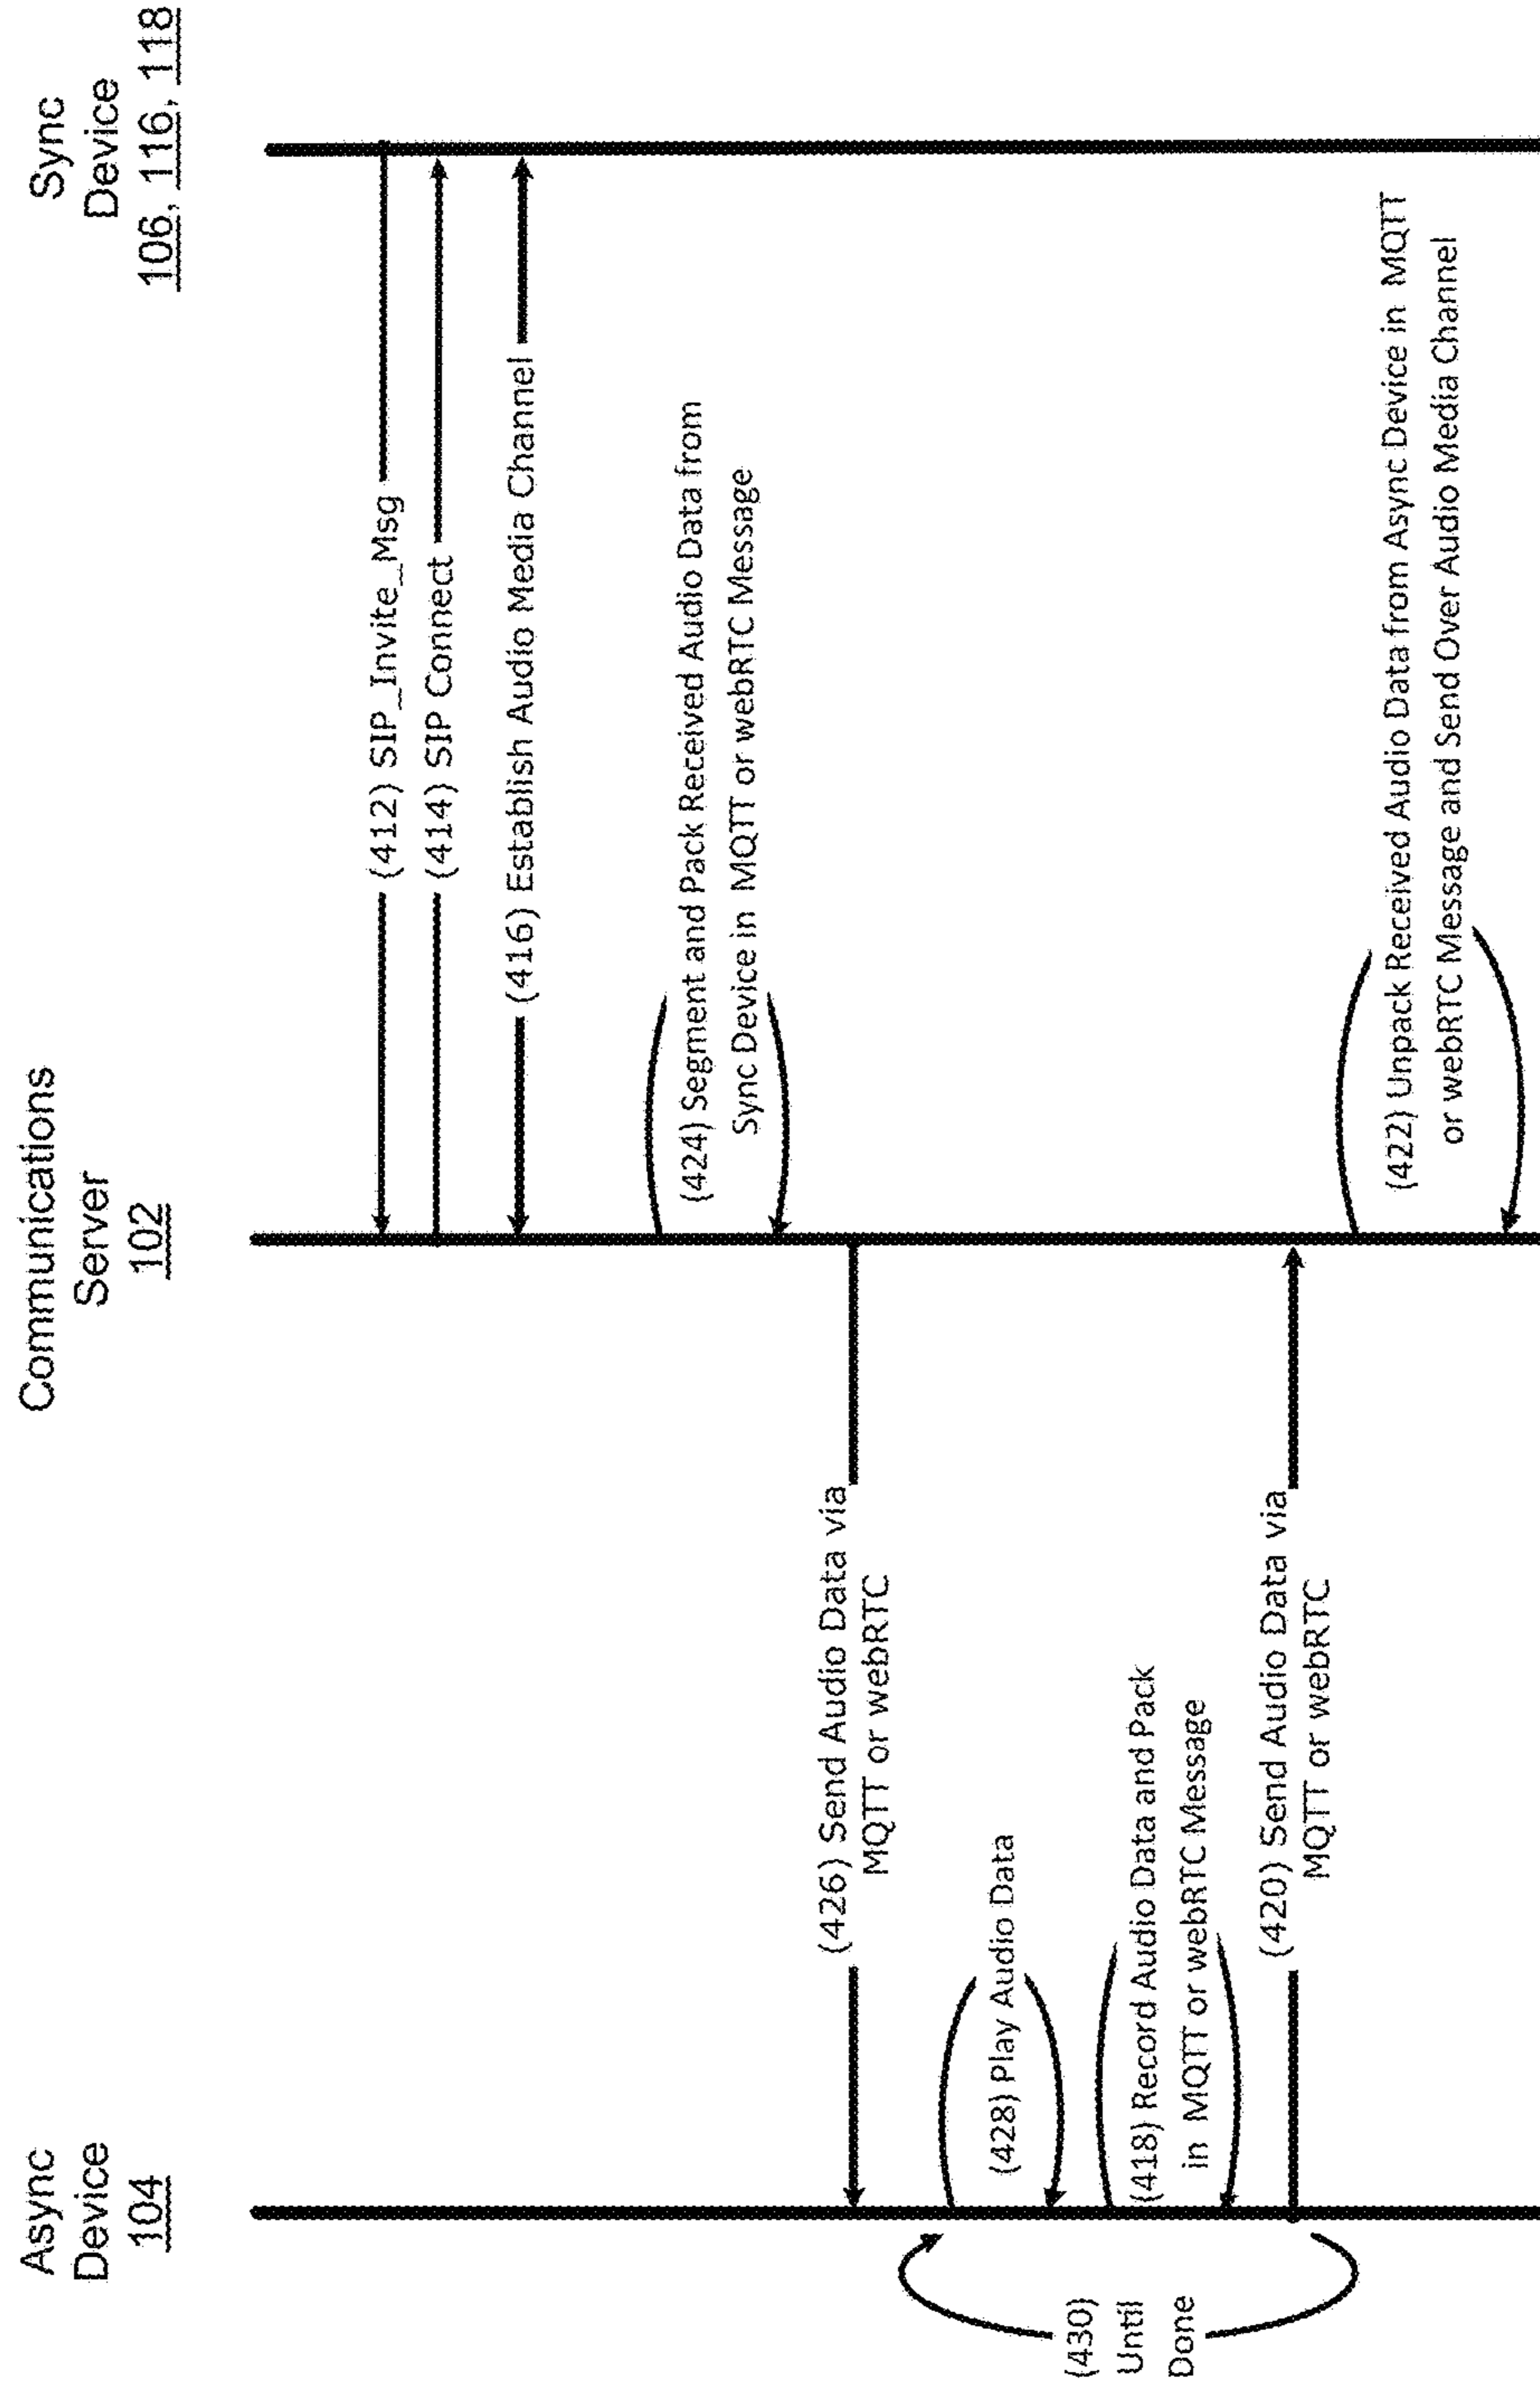 Async
Device
104
Communications
Server
102
Sync
Device
106, 116, 118
(412) SIP_Invite_Msg
(414) SIP Connect
(416) Establish Audio Media Channel
(424) Segment and Pack Received Audio Data from
Sync Device in MQTT or webRTC Message
(426) Send Audio Data via
MQTT or webRTC
(428) Play Audio Data
(418) Record Audio Data and Pack
in MQTT or webRTC Message
(430)
Until
Done
(420) Send Audio Data via
MQTT or webRTC
(422) Unpack Received Audio Data from Async Device in MQTT
or webRTC Message and Send Over Audio Media Channel